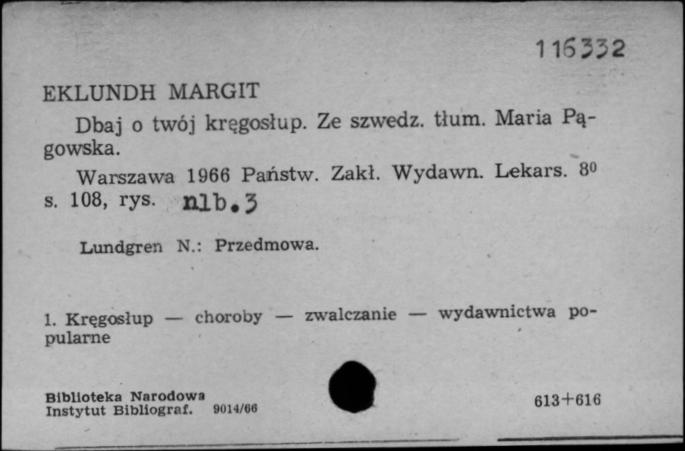 116332
EKLUNDH MARGIT
Dbaj o twój kręgosłup. Ze szwedz. tłum. Maria Pą-
gowska.
Warszawa 1966 Państw. Zakł. Wydawn. Lekars. 8⁰
s. 108, rys. nlb. 3
Lundgren N.: Przedmowa.
1. Kręgosłup — choroby — zwalczanie — wydawnictwa po-
pularne
Biblioteka Narodowa
Instytut Bibliograf. 9014/66
613+616